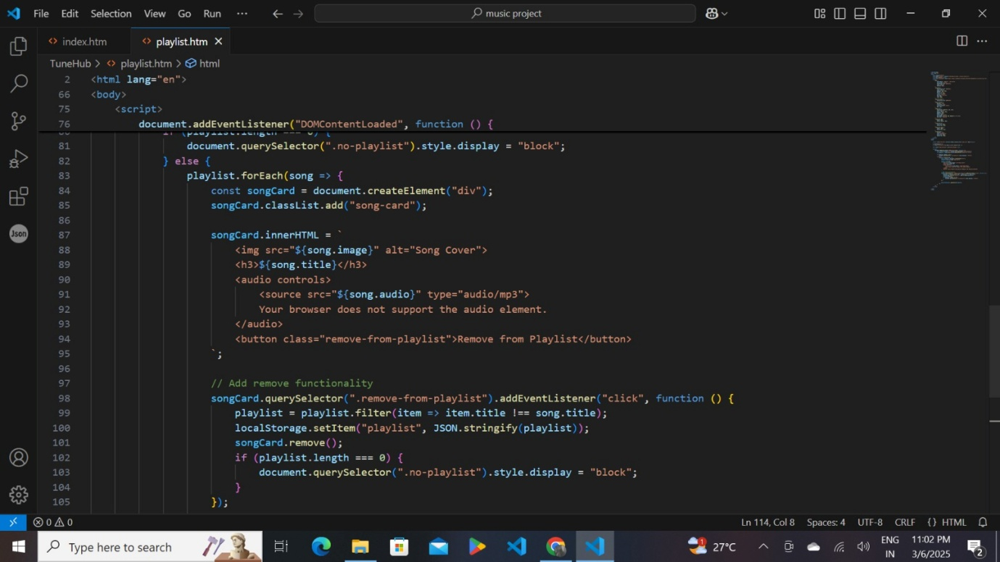 File Edit Selection View Go Run ··· music project
index.htm playlist.htm
TuneHub > playlist.htm > html
2 <html lang="en">
66 <body>
75 <script>
76 document.addEventListener("DOMContentLoaded", function () {
81 document.querySelector(".no-playlist").style.display = "block";
82 } else {
83 playlist.forEach(song => {
84 const songCard = document.createElement("div");
85 songCard.classList.add("song-card");
86
87 songCard.innerHTML = `
88 <img src="${song.image}" alt="Song Cover">
89 <h3>${song.title}</h3>
90 <audio controls>
91 <source src="${song.audio}" type="audio/mp3">
92 Your browser does not support the audio element.
93 </audio>
94 <button class="remove-from-playlist">Remove from Playlist</button>
95 `;
96
97 // Add remove functionality
98 songCard.querySelector(".remove-from-playlist").addEventListener("click", function () {
99 playlist = playlist.filter(item => item.title !== song.title);
100 localStorage.setItem("playlist", JSON.stringify(playlist));
101 songCard.remove();
102 if (playlist.length === 0) {
103 document.querySelector(".no-playlist").style.display = "block";
104 }
105 });
Json
0 0 Ln 114, Col 8 Spaces: 4 UTF-8 CRLF {} HTML
Type here to search 1 27°C ENG IN 11:02 PM 3/6/2025 2